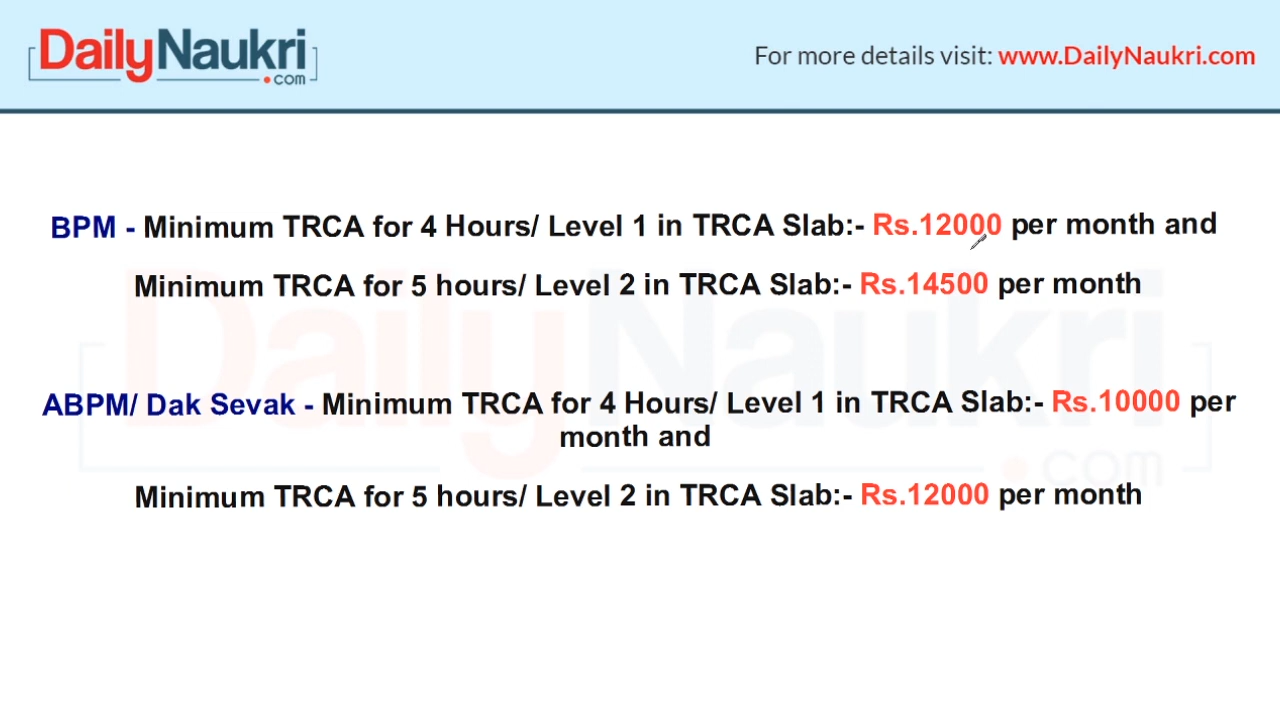 DailyNaukri
.com
For more details visit: www.DailyNaukri.com
BPM - Minimum TRCA for 4 Hours/ Level 1 in TRCA Slab:- Rs.12000 per month and
Minimum TRCA for 5 hours/ Level 2 in TRCA Slab:- Rs.14500 per month
ABPM/ Dak Sevak - Minimum TRCA for 4 Hours/ Level 1 in TRCA Slab:- Rs.10000 per
month and
Minimum TRCA for 5 hours/ Level 2 in TRCA Slab:- Rs.12000 per month
DailyNaukri
.com